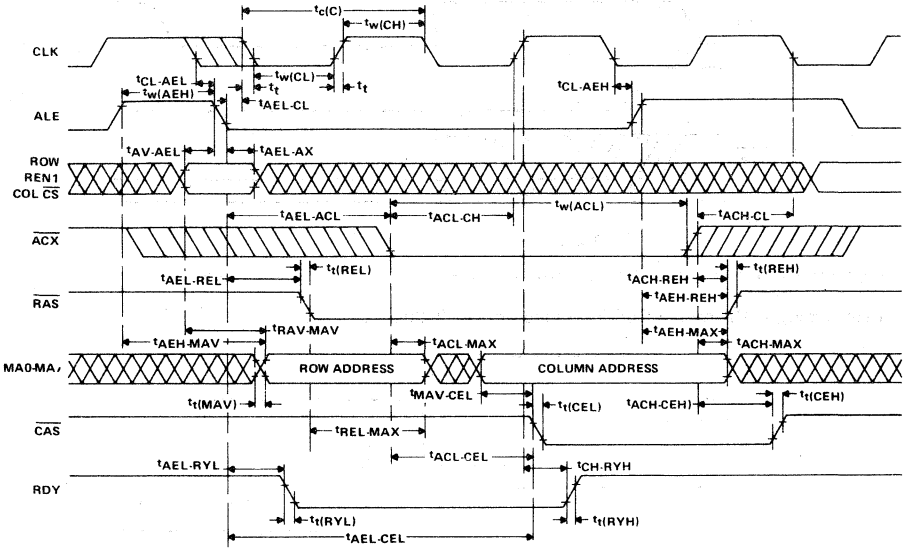 tc(C)
tw(CH)
CLK
tCL-AEL
tw(CL)
tw(AEH)
tt
tt
tAEL-CL
tCL-AEH
ALE
tAV-AEL
tAEL-AX
ROW
REN1
COL CS
tw(ACL)
tAEL-ACL
tACL-CH
tACH-CL
ACX
tt(REL)
tt(REH)
tAEL-REL
tACH-REH
RAS
tAEH-REH
tRAV-MAV
tAEH-MAX
tAEH-MAV
tACL-MAX
tACH-MAX
MA0-MA7
ROW ADDRESS
COLUMN ADDRESS
tMAV-CEL
tt(MAV)
tt(CEL)
tACH-CEH
tt(CEH)
CAS
tREL-MAX
tACL-CEL
tAEL-RYL
tCH-RYH
RDY
tt(RYL)
tt(RYH)
tAEL-CEL